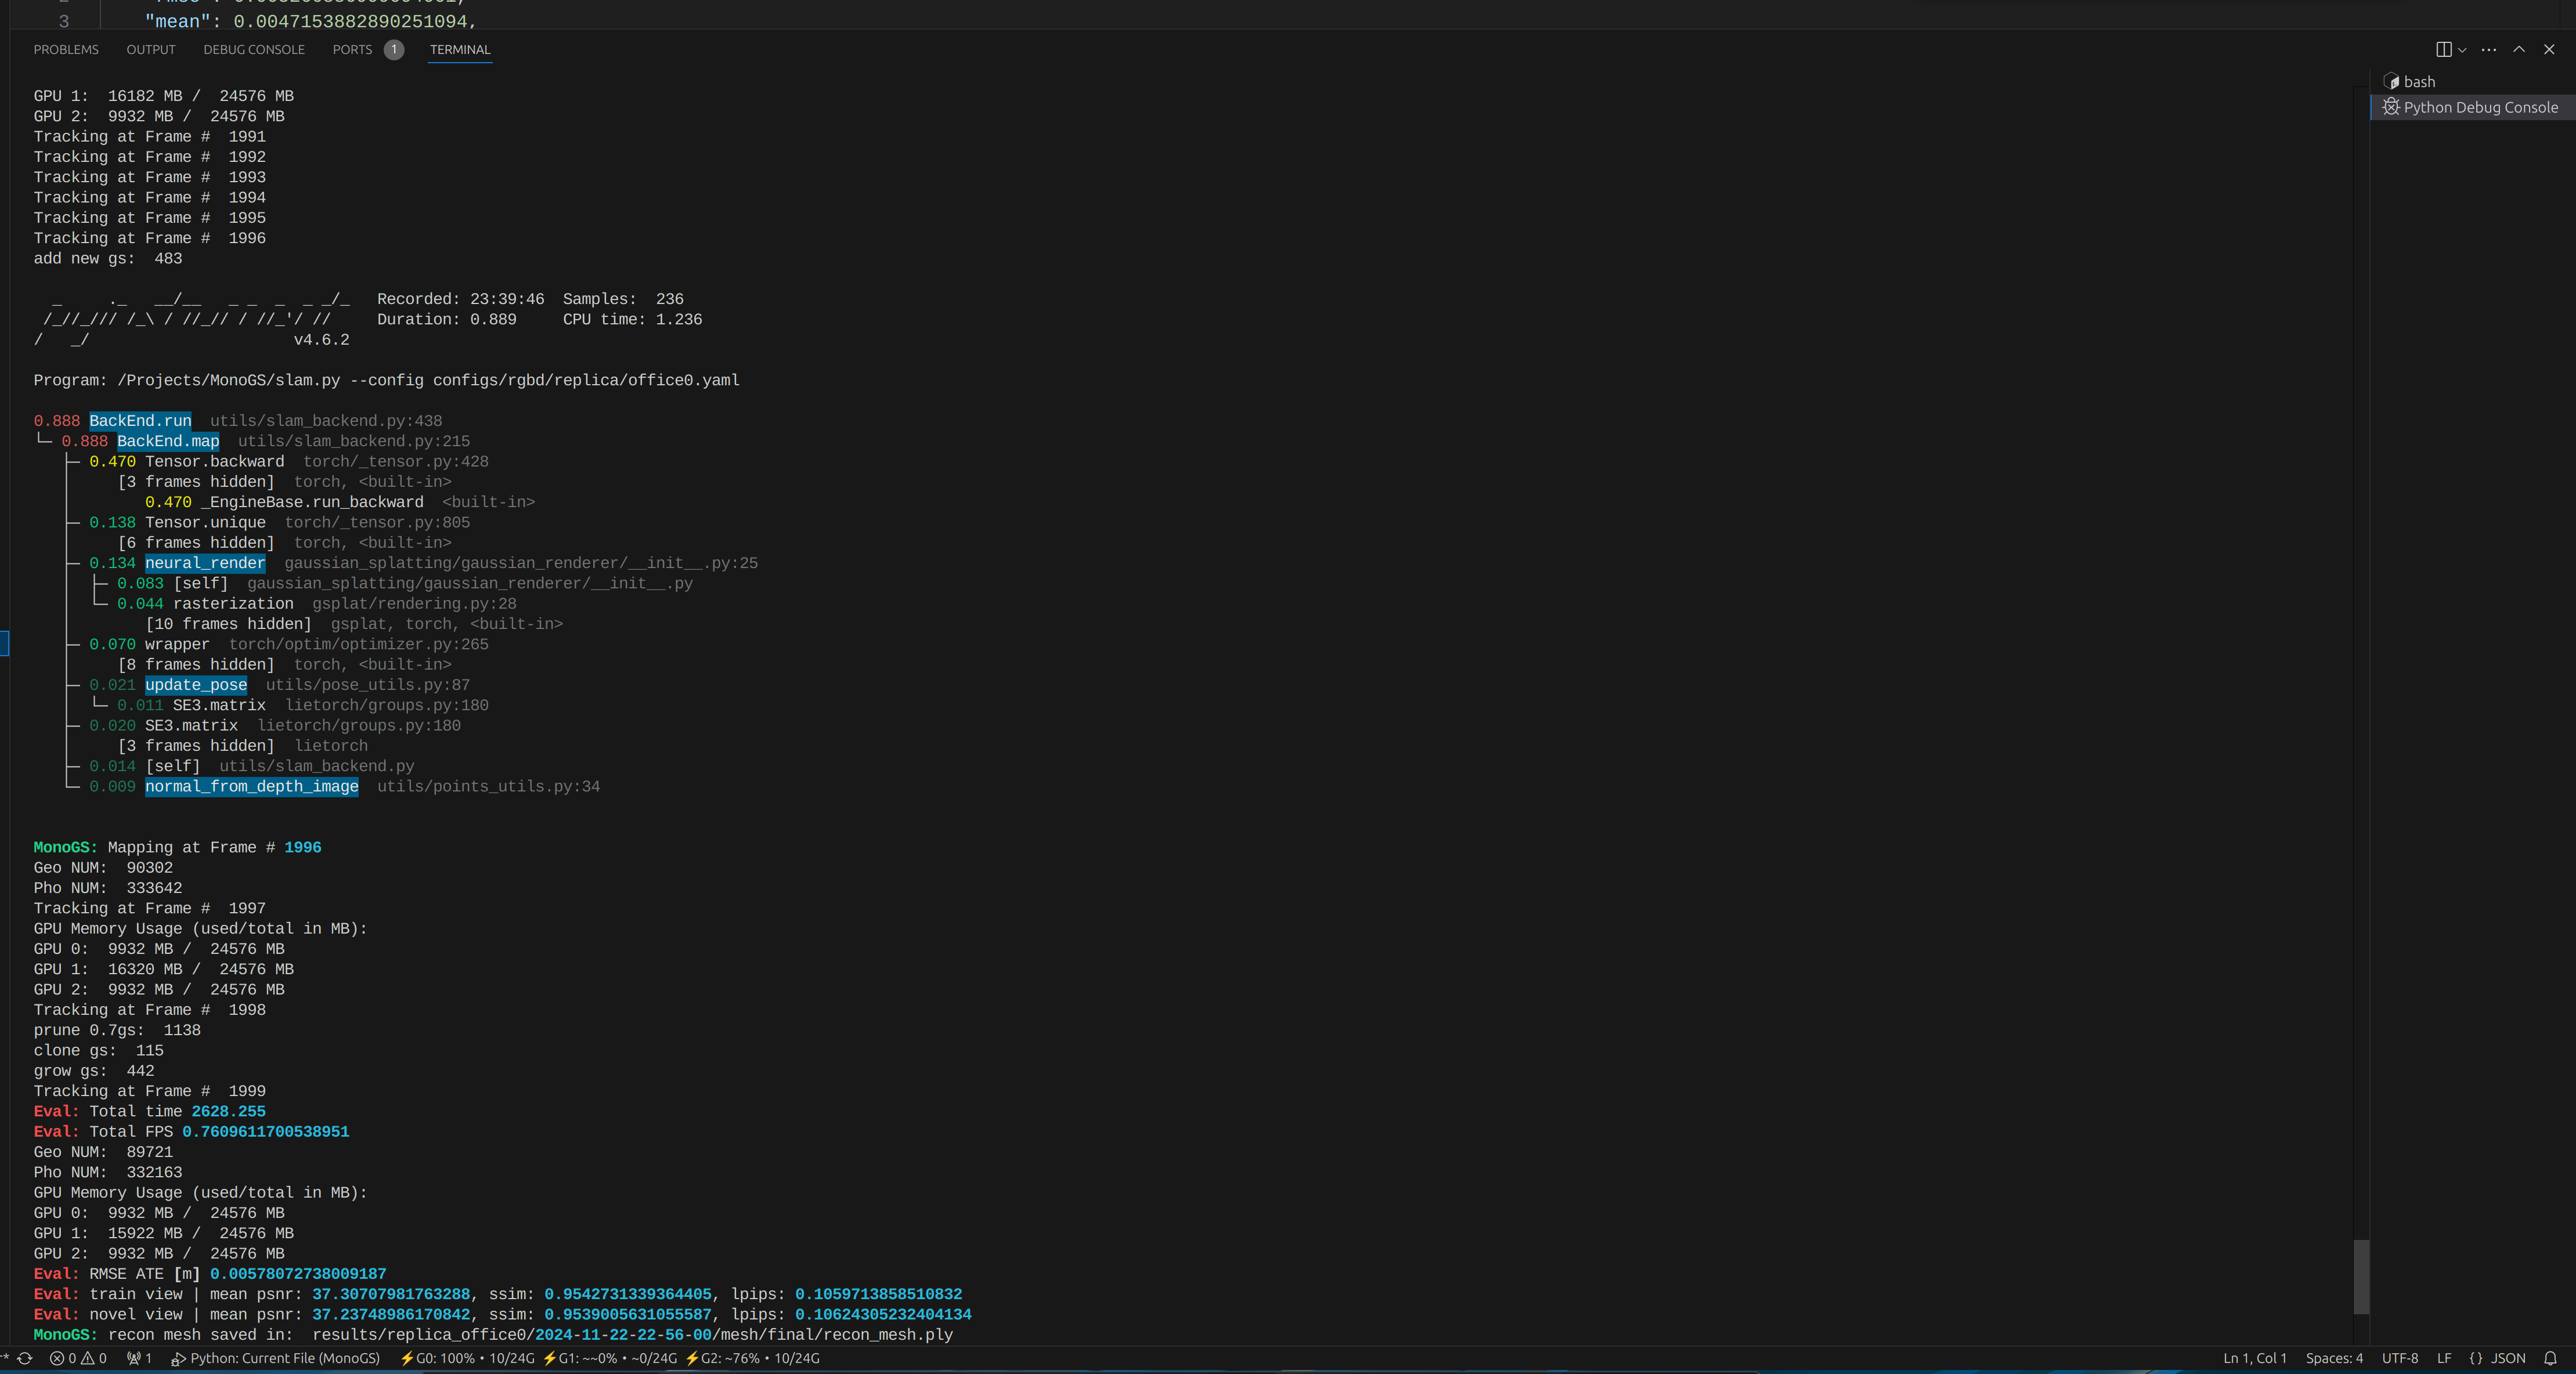 3 "mean": 0.0047153882890251094,
PROBLEMS OUTPUT DEBUG CONSOLE PORTS 1 TERMINAL
bash
Python Debug Console
GPU 1:  16182 MB /  24576 MB
GPU 2:  9932 MB /  24576 MB
Tracking at Frame #  1991
Tracking at Frame #  1992
Tracking at Frame #  1993
Tracking at Frame #  1994
Tracking at Frame #  1995
Tracking at Frame #  1996
add new gs:  483
  _     ._   __/__   _ _  _  _ _/_   Recorded: 23:39:46  Samples:  236
 /_//_/// /_\ / //_// / //_'/ //     Duration: 0.889     CPU time: 1.236
/   _/                      v4.6.2
Program: /Projects/MonoGS/slam.py --config configs/rgbd/replica/office0.yaml
0.888 BackEnd.run  utils/slam_backend.py:438
└─ 0.888 BackEnd.map  utils/slam_backend.py:215
   ├─ 0.470 Tensor.backward  torch/_tensor.py:428
   │     [3 frames hidden]  torch, <built-in>
   │        0.470 _EngineBase.run_backward  <built-in>
   ├─ 0.138 Tensor.unique  torch/_tensor.py:805
   │     [6 frames hidden]  torch, <built-in>
   ├─ 0.134 neural_render  gaussian_splatting/gaussian_renderer/__init__.py:25
   │  ├─ 0.083 [self]  gaussian_splatting/gaussian_renderer/__init__.py
   │  └─ 0.044 rasterization  gsplat/rendering.py:28
   │        [10 frames hidden]  gsplat, torch, <built-in>
   ├─ 0.070 wrapper  torch/optim/optimizer.py:265
   │     [8 frames hidden]  torch, <built-in>
   ├─ 0.021 update_pose  utils/pose_utils.py:87
   │  └─ 0.011 SE3.matrix  lietorch/groups.py:180
   ├─ 0.020 SE3.matrix  lietorch/groups.py:180
   │     [3 frames hidden]  lietorch
   ├─ 0.014 [self]  utils/slam_backend.py
   └─ 0.009 normal_from_depth_image  utils/points_utils.py:34
MonoGS: Mapping at Frame # 1996
Geo NUM:  90302
Pho NUM:  333642
Tracking at Frame #  1997
GPU Memory Usage (used/total in MB):
GPU 0:  9932 MB /  24576 MB
GPU 1:  16320 MB /  24576 MB
GPU 2:  9932 MB /  24576 MB
Tracking at Frame #  1998
prune 0.7gs:  1138
clone gs:  115
grow gs:  442
Tracking at Frame #  1999
Eval: Total time 2628.255
Eval: Total FPS 0.7609611700538951
Geo NUM:  89721
Pho NUM:  332163
GPU Memory Usage (used/total in MB):
GPU 0:  9932 MB /  24576 MB
GPU 1:  15922 MB /  24576 MB
GPU 2:  9932 MB /  24576 MB
Eval: RMSE ATE [m] 0.00578072738009187
Eval: train view | mean psnr: 37.30707981763288, ssim: 0.9542731339364405, lpips: 0.1059713858510832
Eval: novel view | mean psnr: 37.23748986170842, ssim: 0.9539005631055587, lpips: 0.10624305232404134
MonoGS: recon mesh saved in:  results/replica_office0/2024-11-22-22-56-00/mesh/final/recon_mesh.ply
* 0 0 1 Python: Current File (MonoGS) ⚡G0: 100% • 10/24G ⚡G1: ~~0% • ~0/24G ⚡G2: ~76% • 10/24G Ln 1, Col 1 Spaces: 4 UTF-8 LF {} JSON